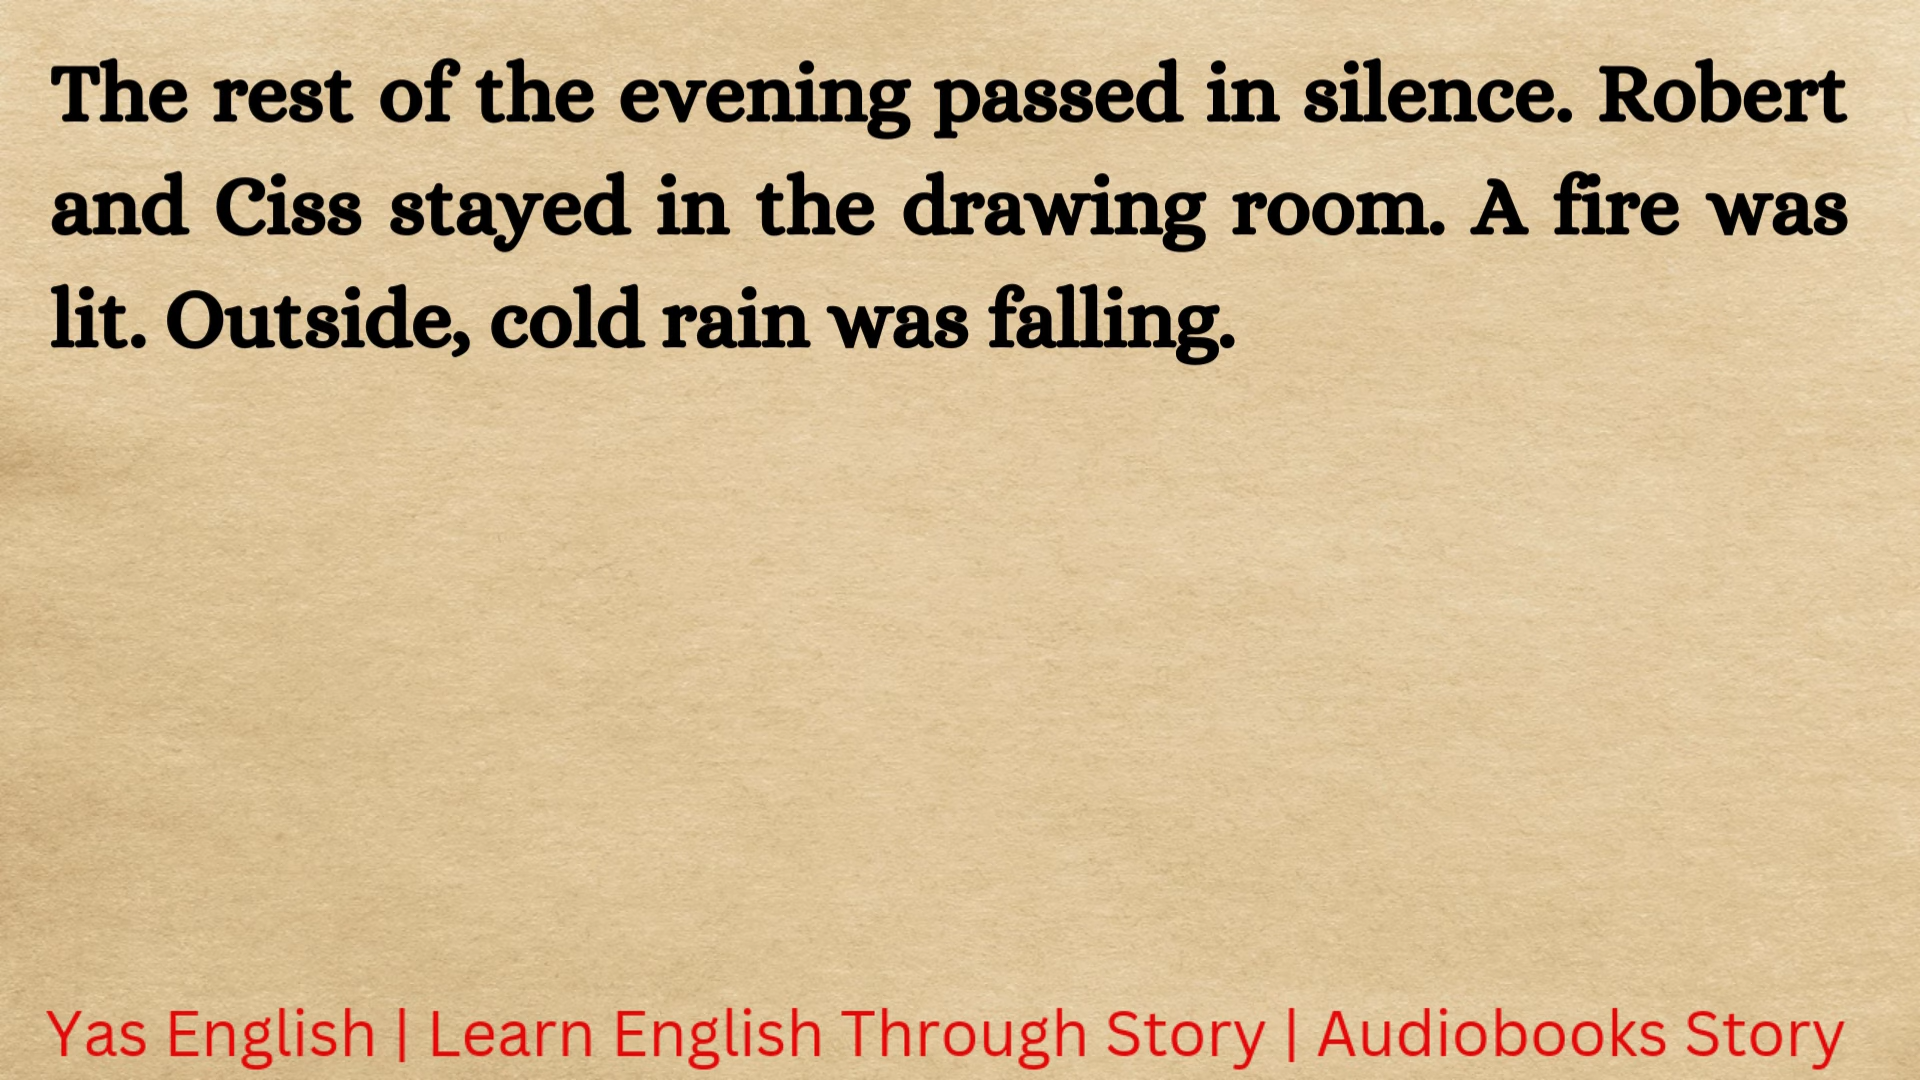 The rest of the evening passed in silence. Robert
and Ciss stayed in the drawing room. A fire was
lit. Outside, cold rain was falling.
Yas English | Learn English Through Story | Audiobooks Story